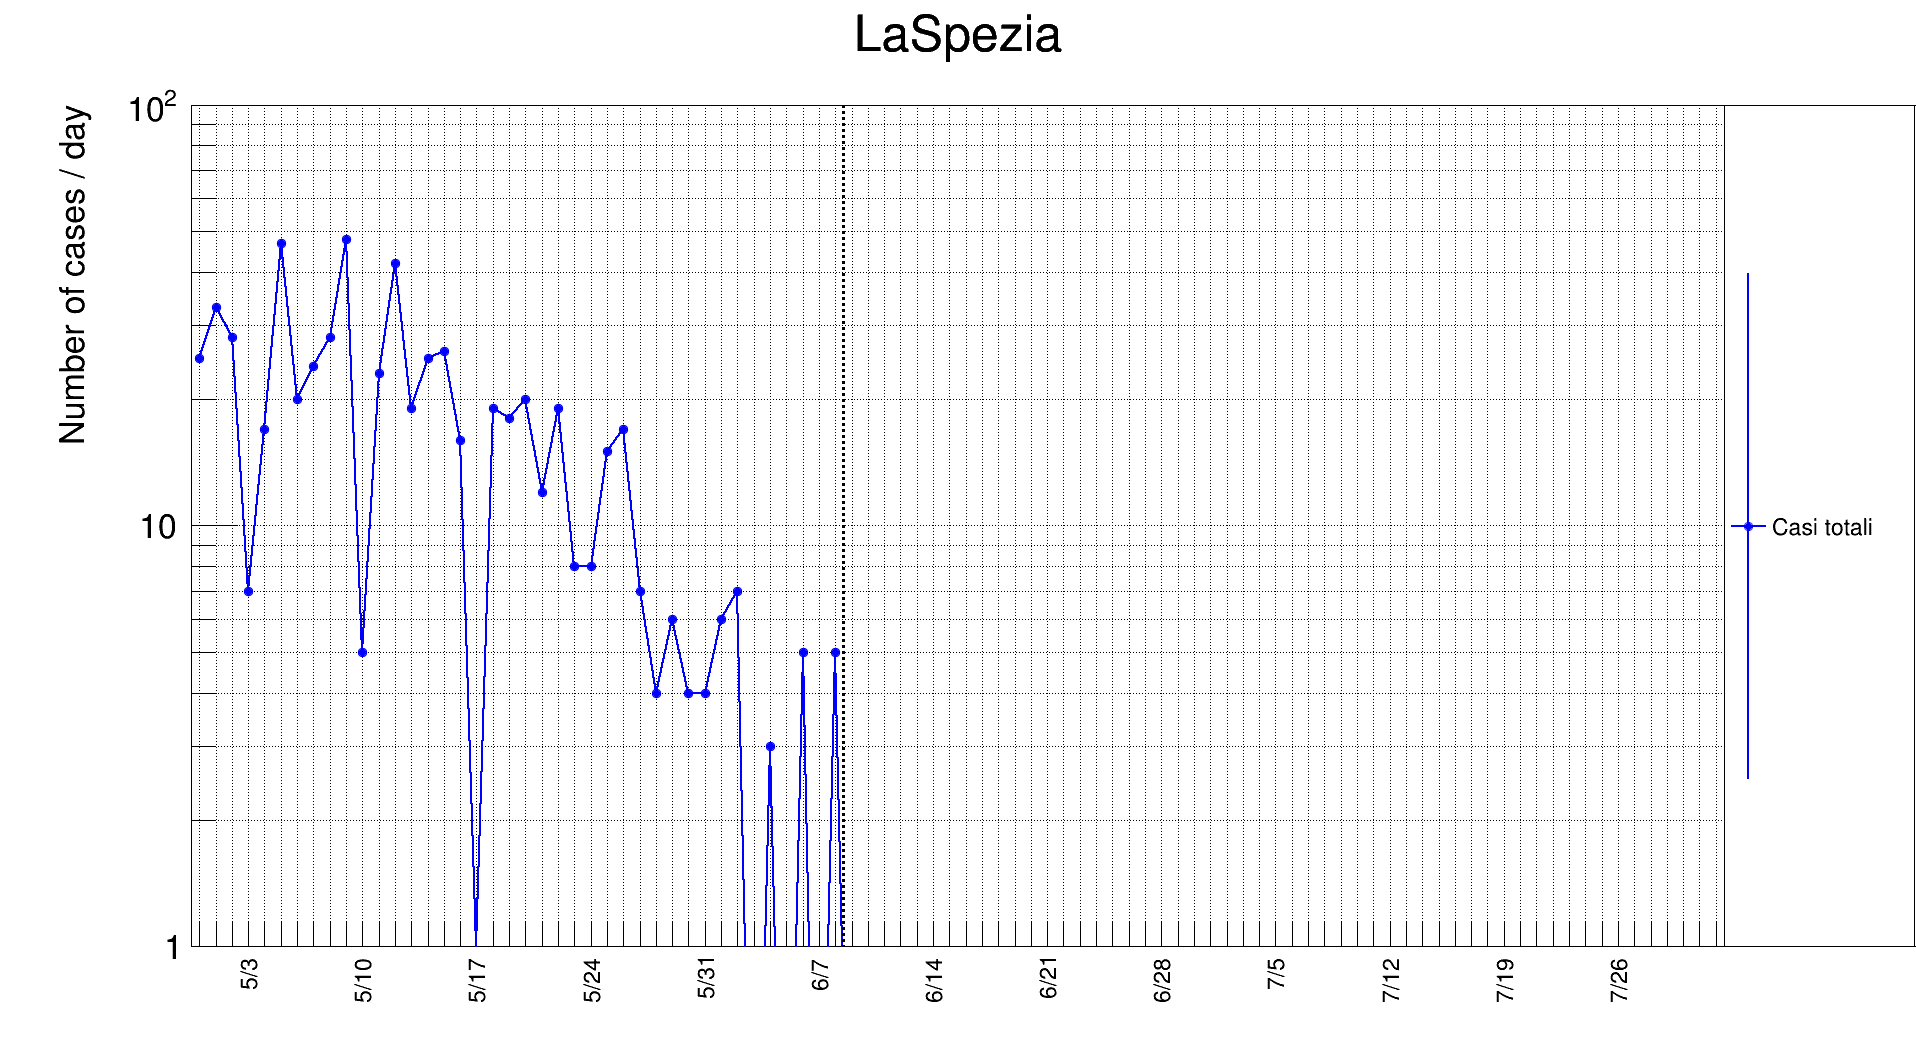 LaSpezia
Number of cases / day
10²
10
1
5/3 5/10 5/17 5/24 5/31 6/7 6/14 6/21 6/28 7/5 7/12 7/19 7/26
Casi totali